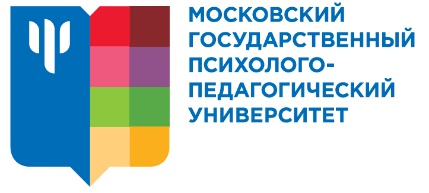 МОСКОВСКИЙ
ГОСУДАРСТВЕННЫЙ
ПСИХОЛОГО-
ПЕДАГОГИЧЕСКИЙ
УНИВЕРСИТЕТ